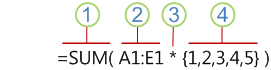 1 2 3 4
=SUM( A1:E1 * {1,2,3,4,5} )